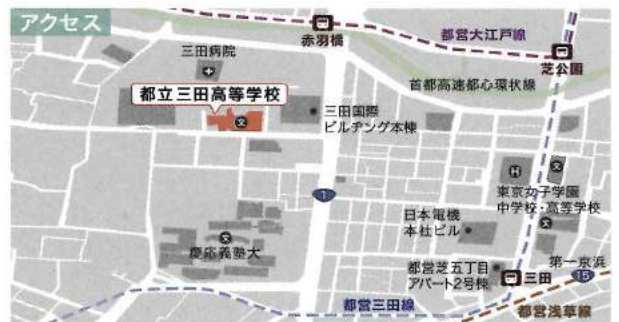 アクセス
赤羽橋
都営大江戸線
芝公園
三田病院
首都高速都心環状線
都立三田高等学校
三田国際
ビルヂング本棟
1
東京女子学園
中学校・高等学校
日本電機
本社ビル
慶応義塾大
都営芝五丁目
アパート2号棟
三田
第一京浜
15
都営三田線
都営浅草線
文
文
文
文
H